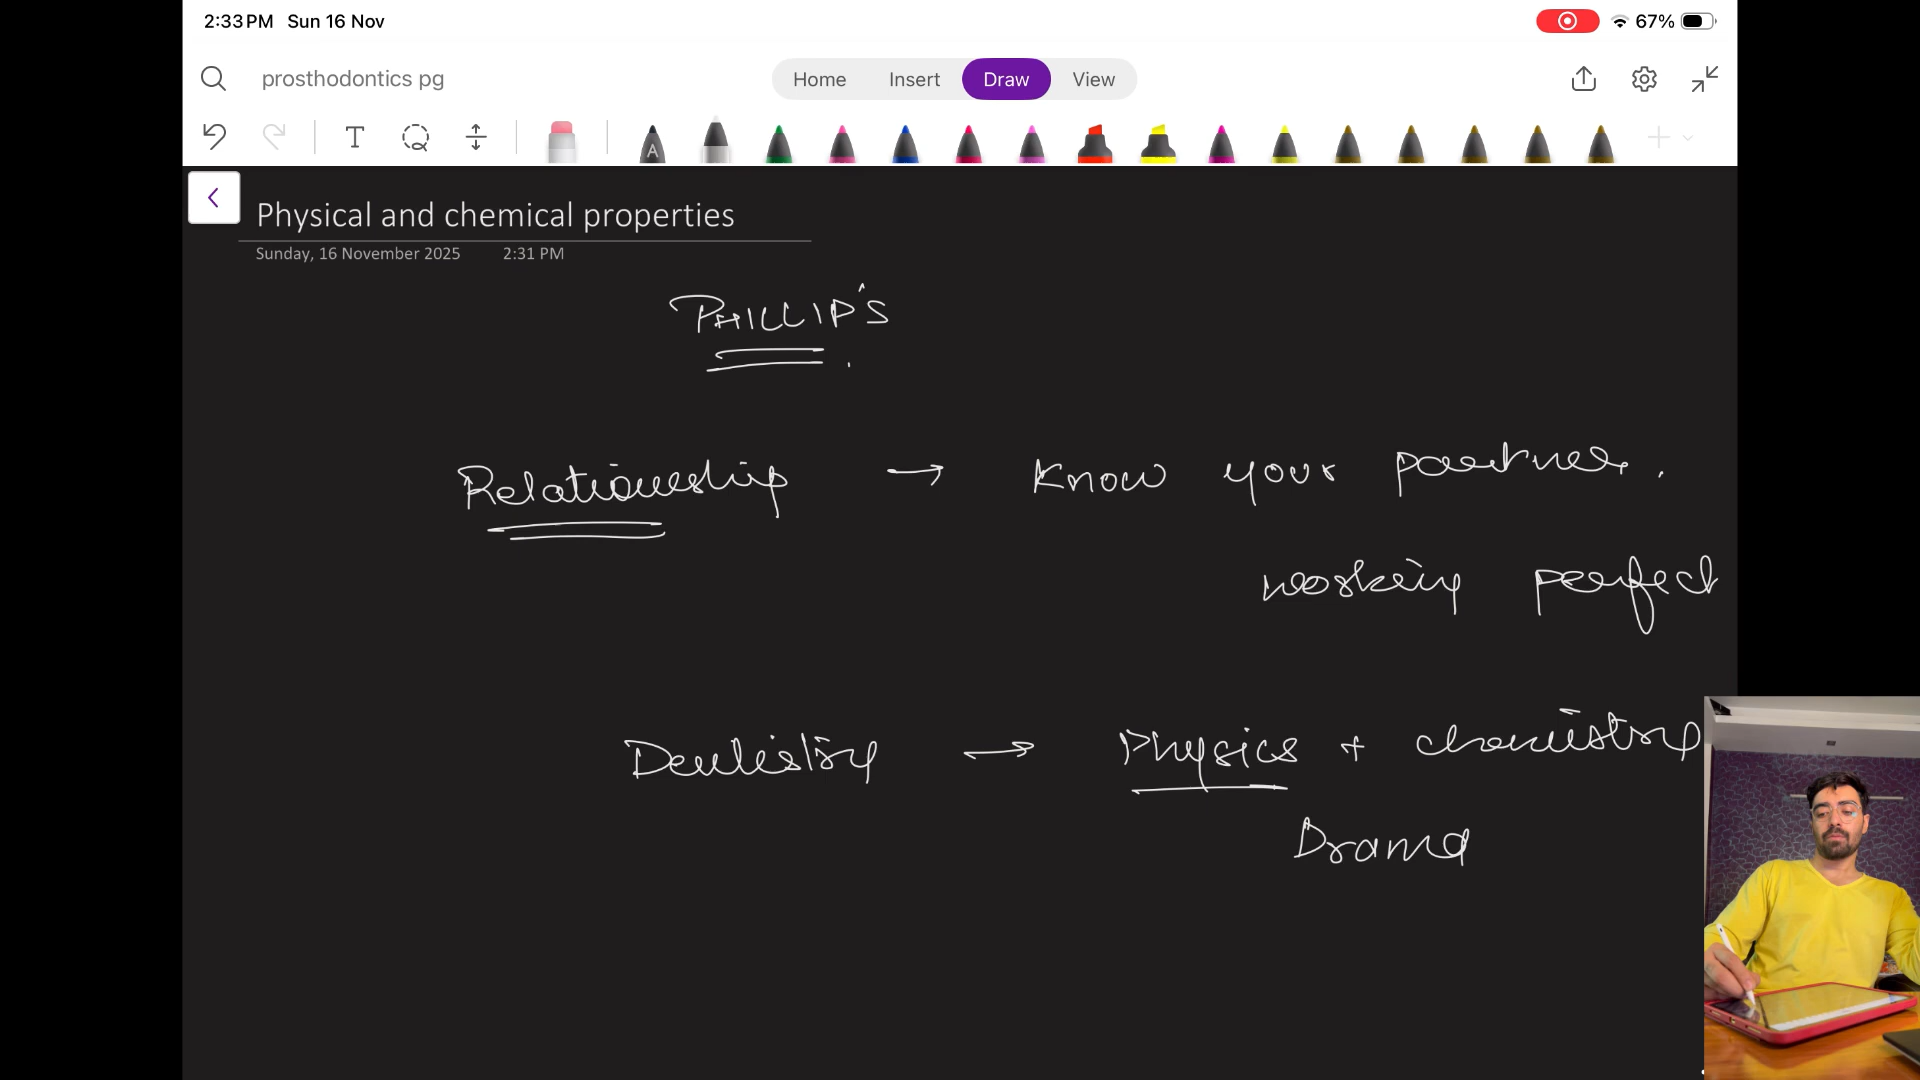 2:33 PM Sun 16 Nov 67%
prosthodontics pg Home Insert Draw View
T A
Physical and chemical properties
Sunday, 16 November 2025 2:31 PM
PHILLIP'S
Relationship → Know your partner.
working perfect
Dentistry → Physics + chemistry
Drama